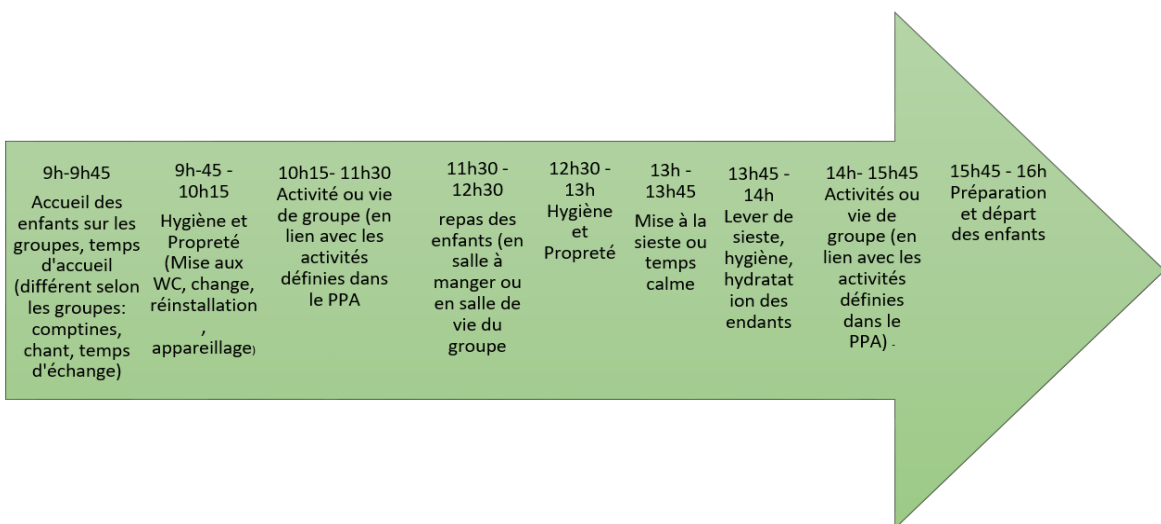 9h-9h45
Accueil des
enfants sur les
groupes, temps
d'accueil
(différent selon
les groupes:
comptines,
chant, temps
d'échange)
9h-45 -
10h15
Hygiène et
Propreté
(Mise aux
WC, change,
réinstallation
,
appareillage)
10h15- 11h30
Activité ou vie
de groupe (en
lien avec les
activités
définies dans
le PPA
11h30 -
12h30
repas des
enfants (en
salle à
manger ou
en salle de
vie du
groupe
12h30 -
13h
Hygiène
et
Propreté
13h -
13h45
Mise à la
sieste ou
temps
calme
13h45 -
14h
Lever de
sieste,
hygiène,
hydratat
ion des
endants
14h- 15h45
Activités ou
vie de
groupe (en
lien avec les
activités
définies
dans le
PPA) .
15h45 - 16h
Préparation
et départ
des enfants